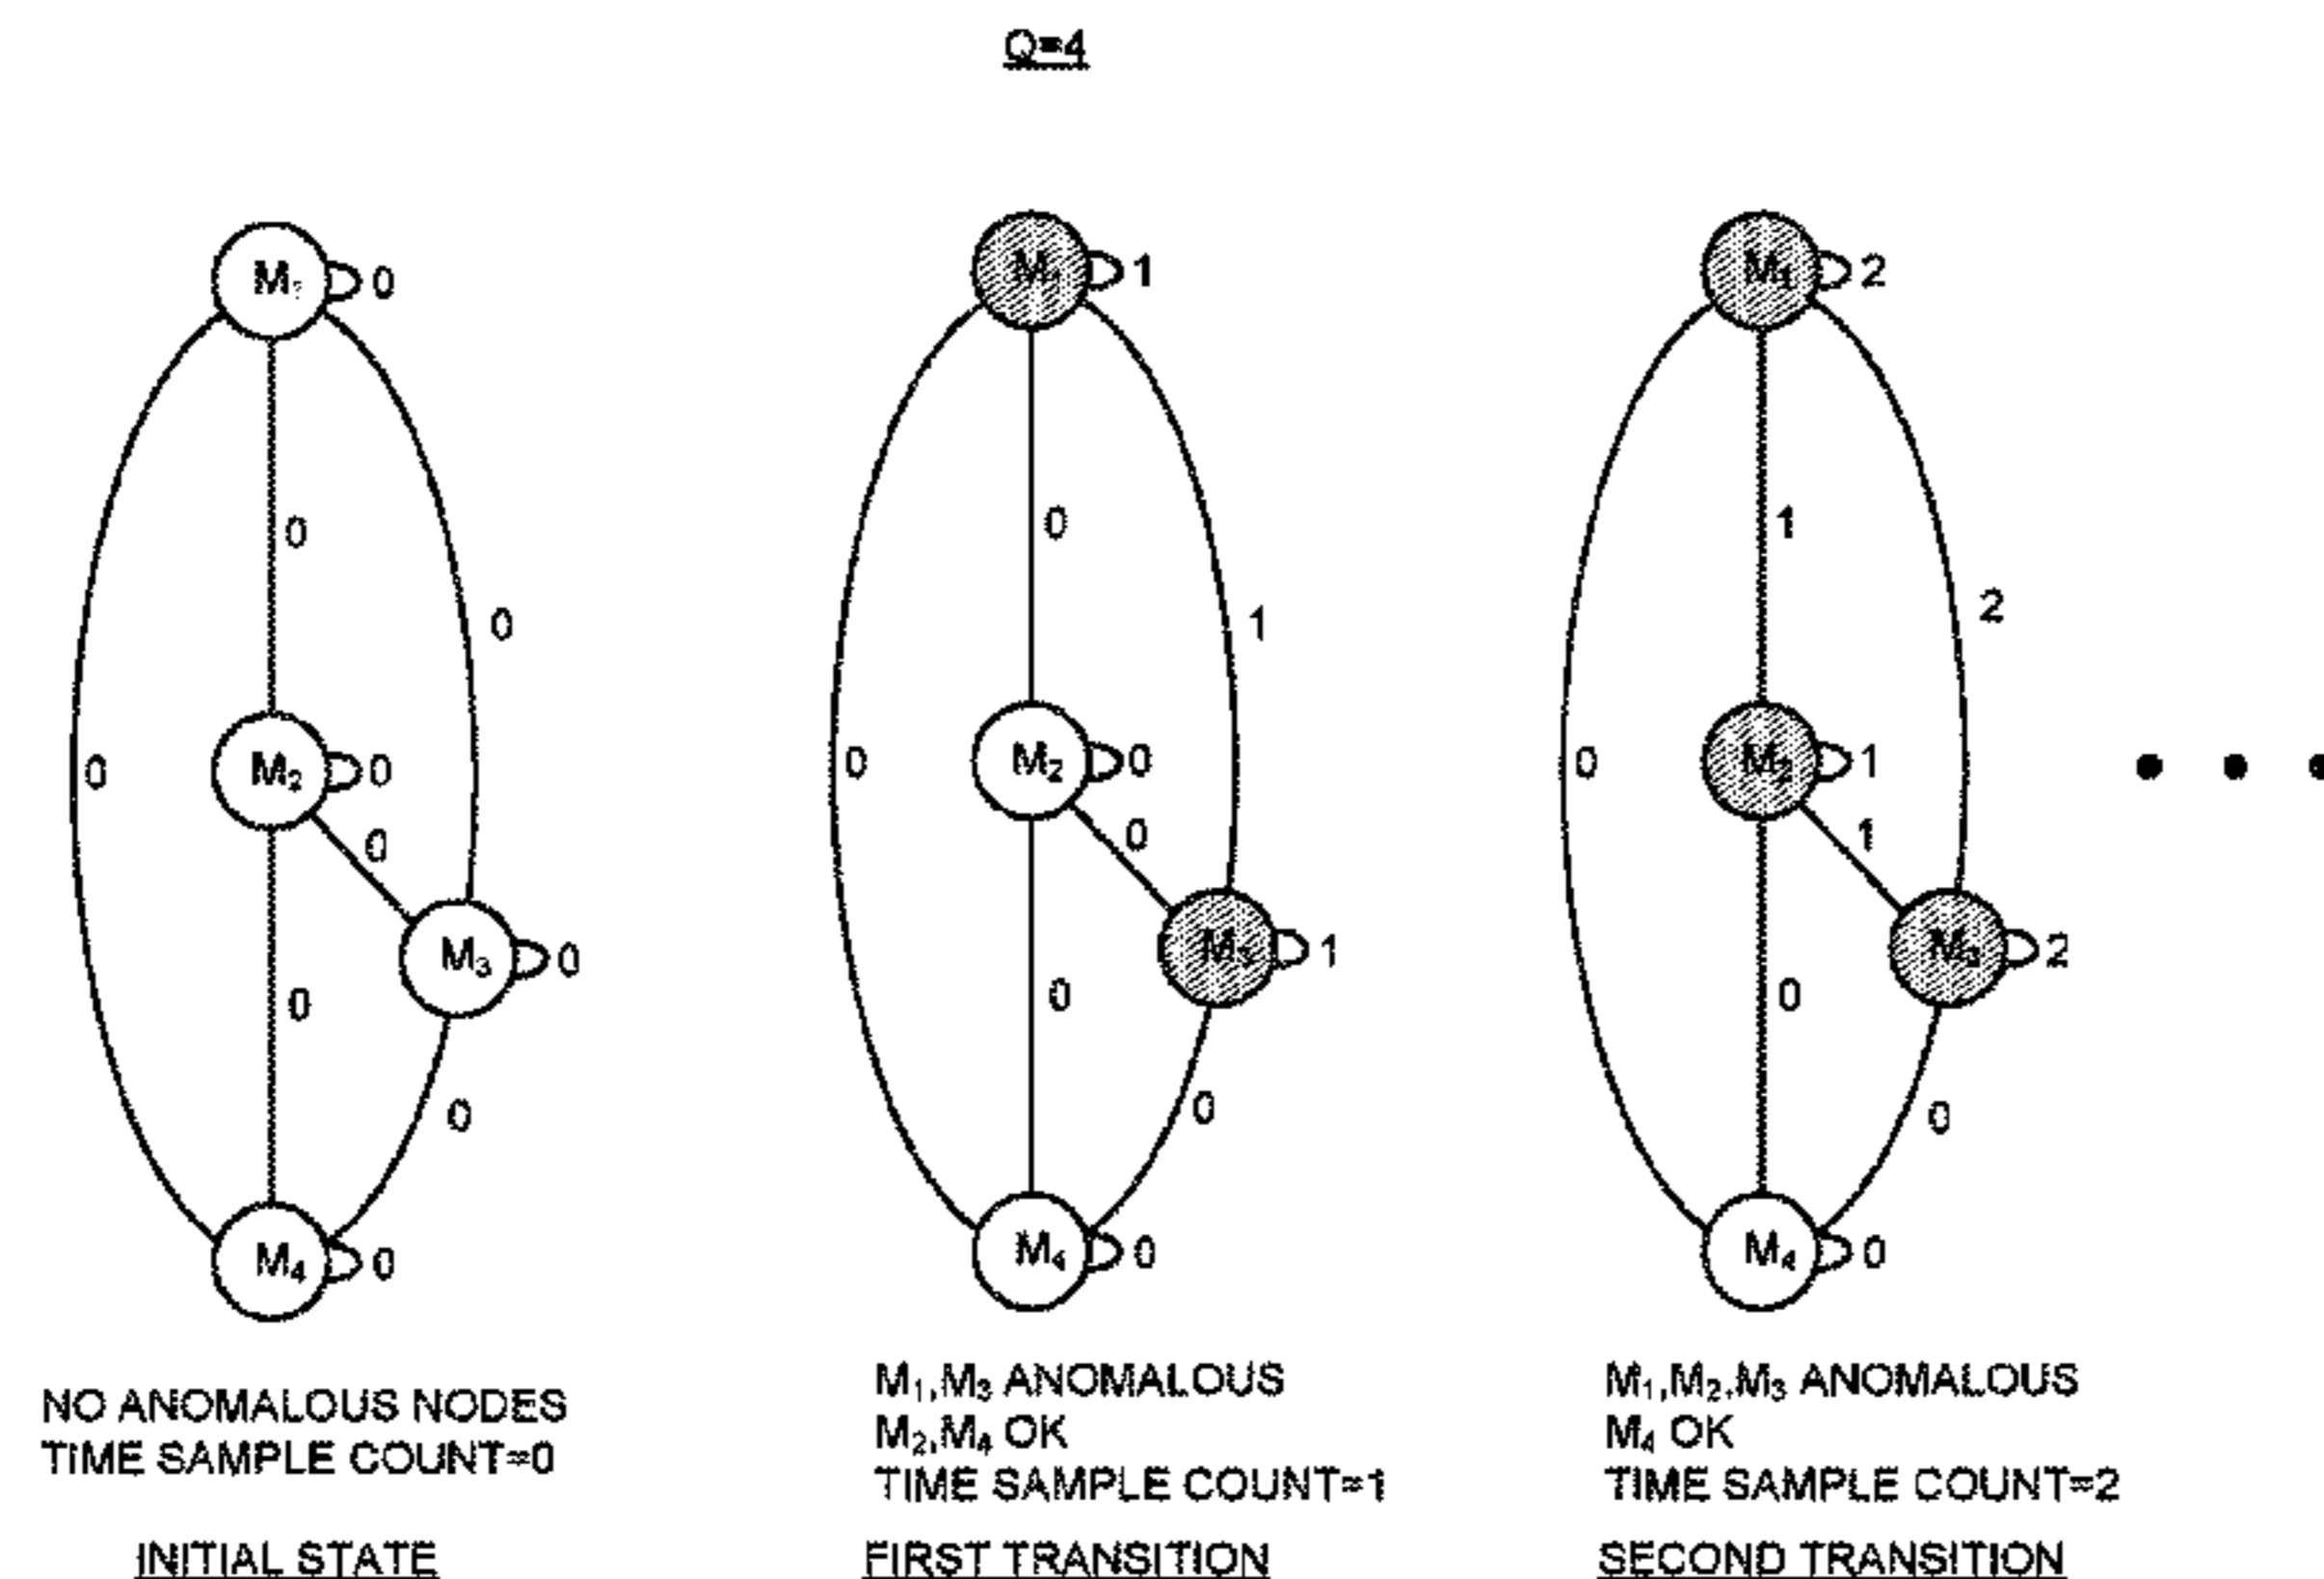 Q=4
M₁ 0
0
0
0
M₂ 0
0
M₃ 0
0
0
M₄ 0
NO ANOMALOUS NODES
TIME SAMPLE COUNT=0
INITIAL STATE
M₁ 1
0
1
0
M₂ 0
0
M₃ 1
0
0
M₄ 0
M₁,M₃ ANOMALOUS
M₂,M₄ OK
TIME SAMPLE COUNT=1
FIRST TRANSITION
M₁ 2
1
2
0
M₂ 1
1
M₃ 2
0
0
M₄ 0
M₁,M₂,M₃ ANOMALOUS
M₄ OK
TIME SAMPLE COUNT=2
SECOND TRANSITION